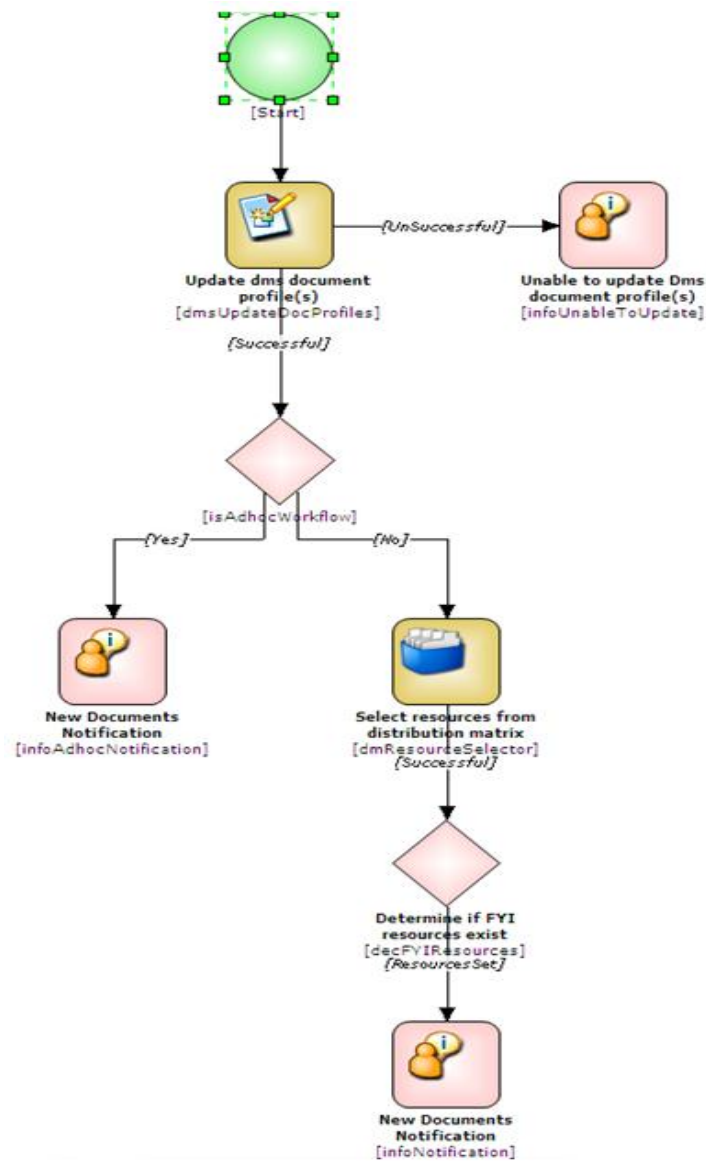 [Start]
{UnSuccessful}
Update dms document
profile(s)
[dmsUpdateDocProfiles]
Unable to update Dms
document profile(s)
[infoUnableToUpdate]
{Successful}
[isAdhocWorkflow]
{Yes}
{No}
New Documents
Notification
[infoAdhocNotification]
Select resources from
distribution matrix
[dmResourceSelector]
{Successful}
Determine if FYI
resources exist
[decFYIResources]
{ResourcesSet}
New Documents
Notification
[infoNotification]